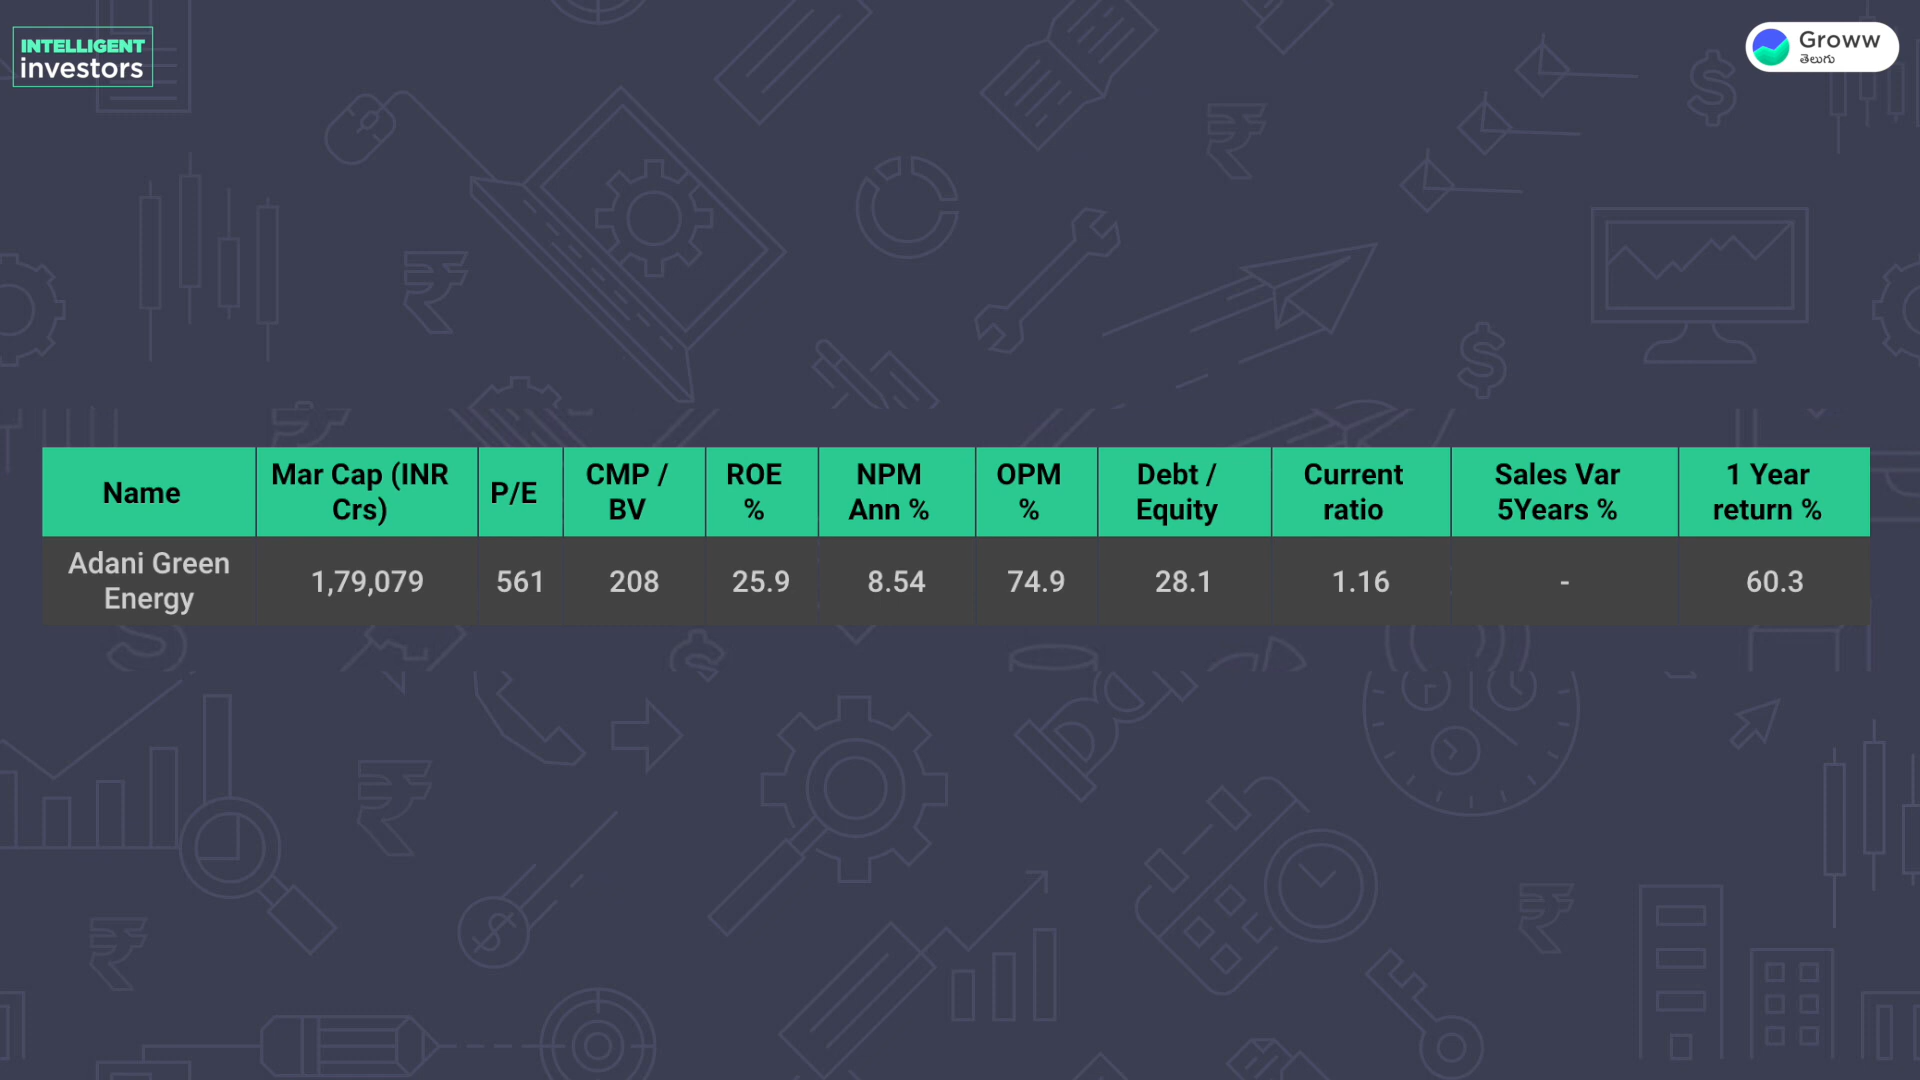 INTELLIGENT
investors
Groww
తెలుగు
Name
Mar Cap (INR
Crs)
P/E
CMP /
BV
ROE
%
NPM
Ann %
OPM
%
Debt /
Equity
Current
ratio
Sales Var
5Years %
1 Year
return %
Adani Green
Energy
1,79,079
561
208
25.9
8.54
74.9
28.1
1.16
-
60.3